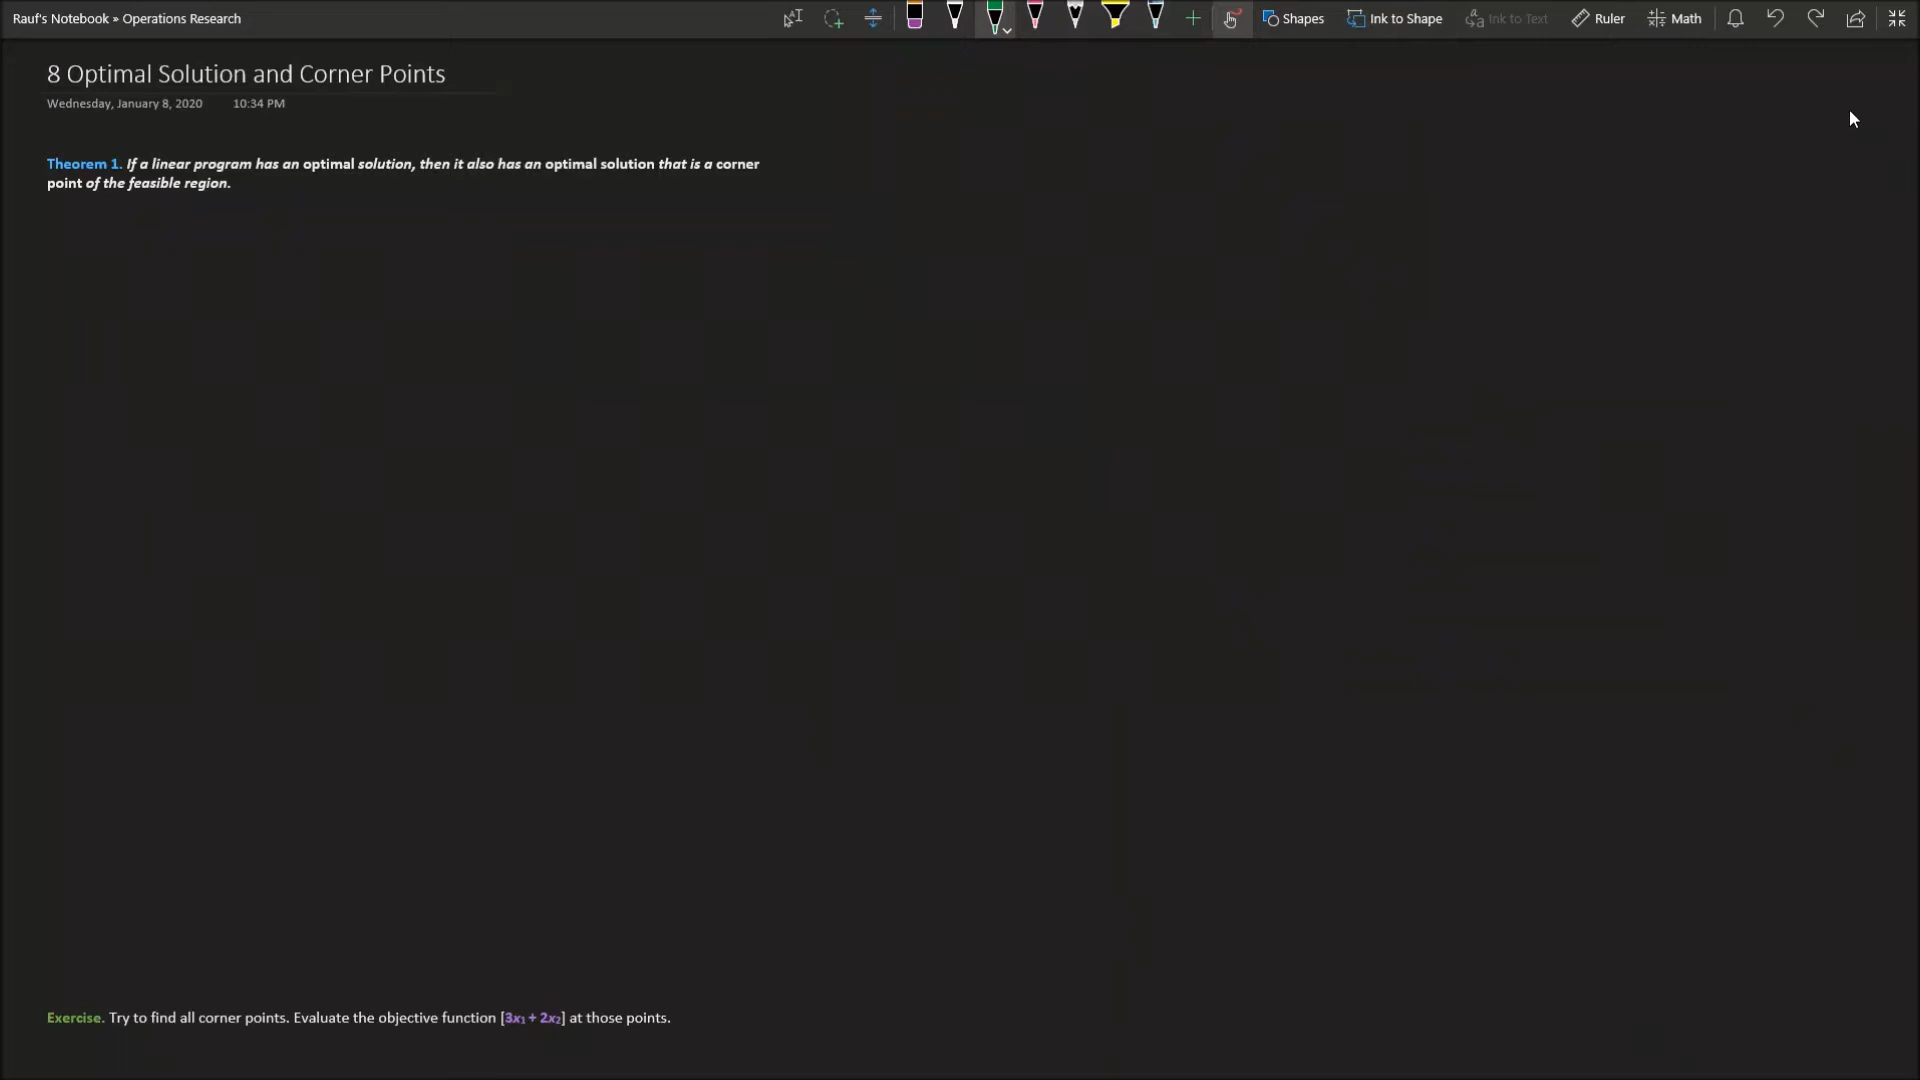 Rauf's Notebook » Operations Research
Shapes
Ink to Shape
Ink to Text
Ruler
Math
8 Optimal Solution and Corner Points
Wednesday, January 8, 2020 10:34 PM
Theorem 1. If a linear program has an optimal solution, then it also has an optimal solution that is a corner
point of the feasible region.
Exercise. Try to find all corner points. Evaluate the objective function [3x₁ + 2x₂] at those points.